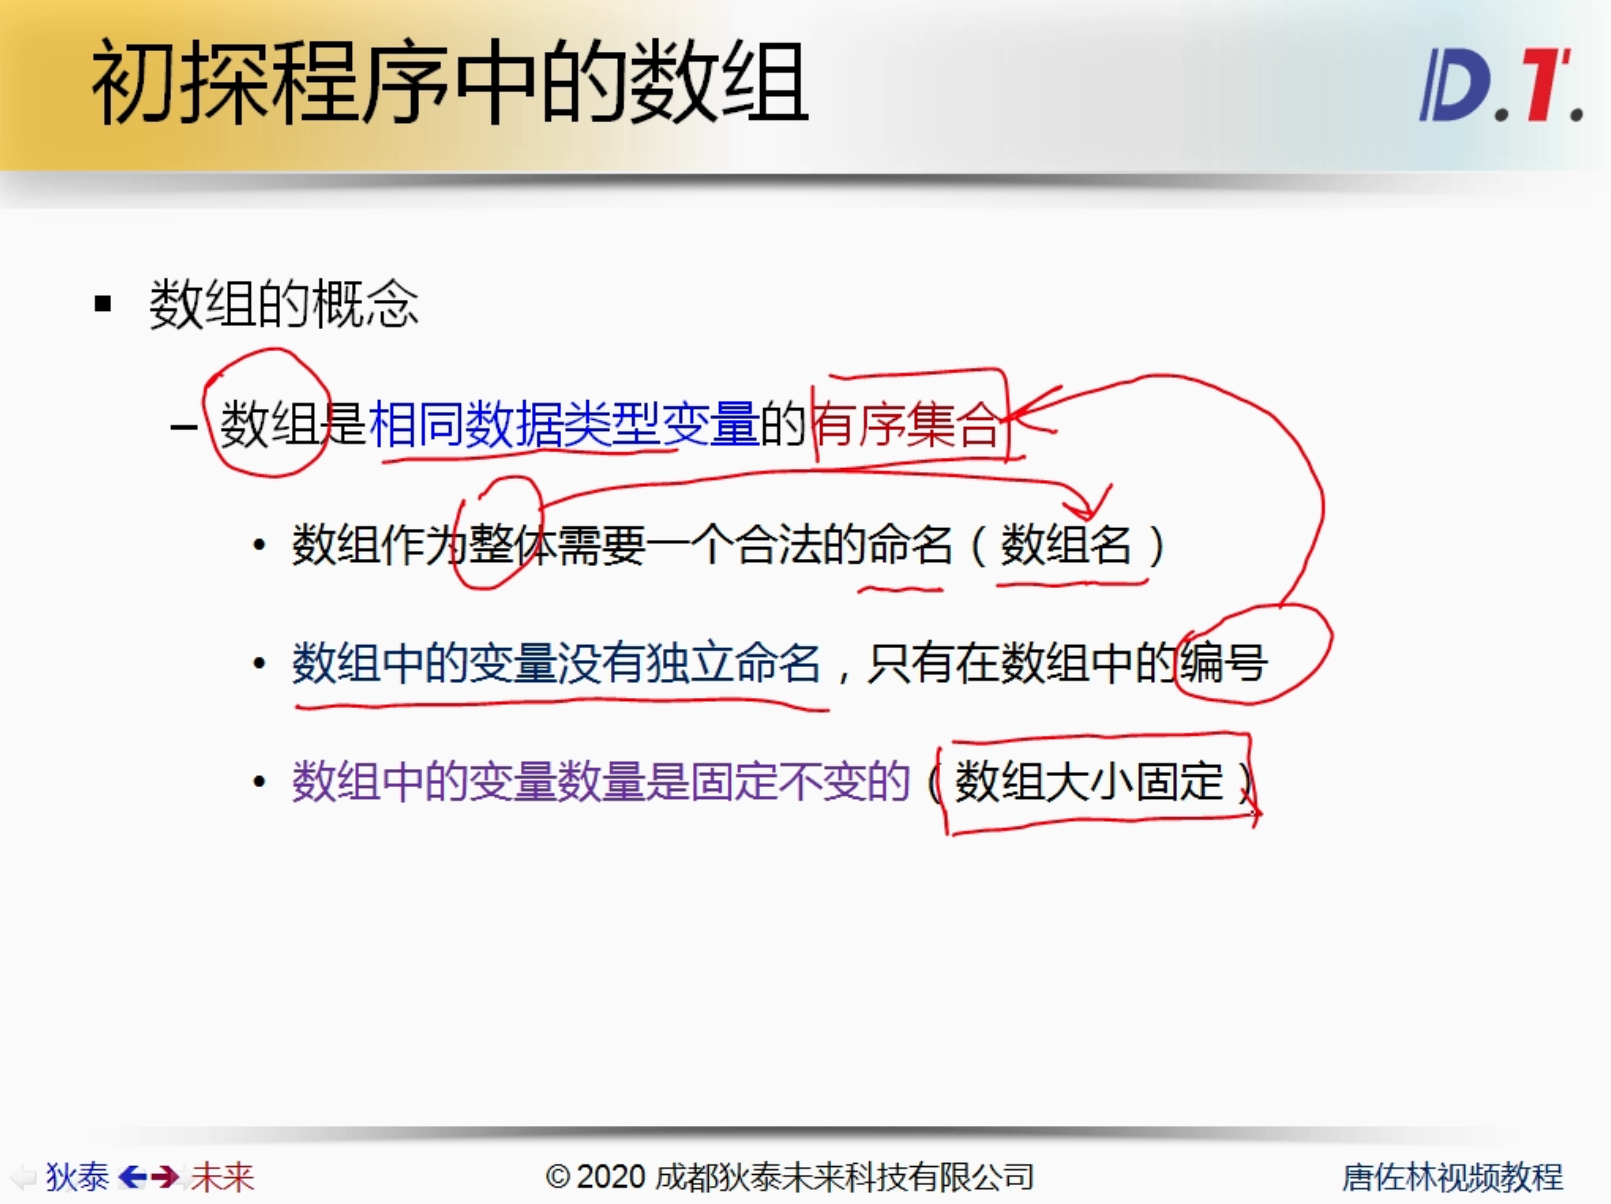 初探程序中的数组
D.T.
▪ 数组的概念
– 数组是相同数据类型变量的有序集合
• 数组作为整体需要一个合法的命名（数组名）
• 数组中的变量没有独立命名，只有在数组中的编号
• 数组中的变量数量是固定不变的（数组大小固定）
狄泰 未来
© 2020 成都狄泰未来科技有限公司
唐佐林视频教程